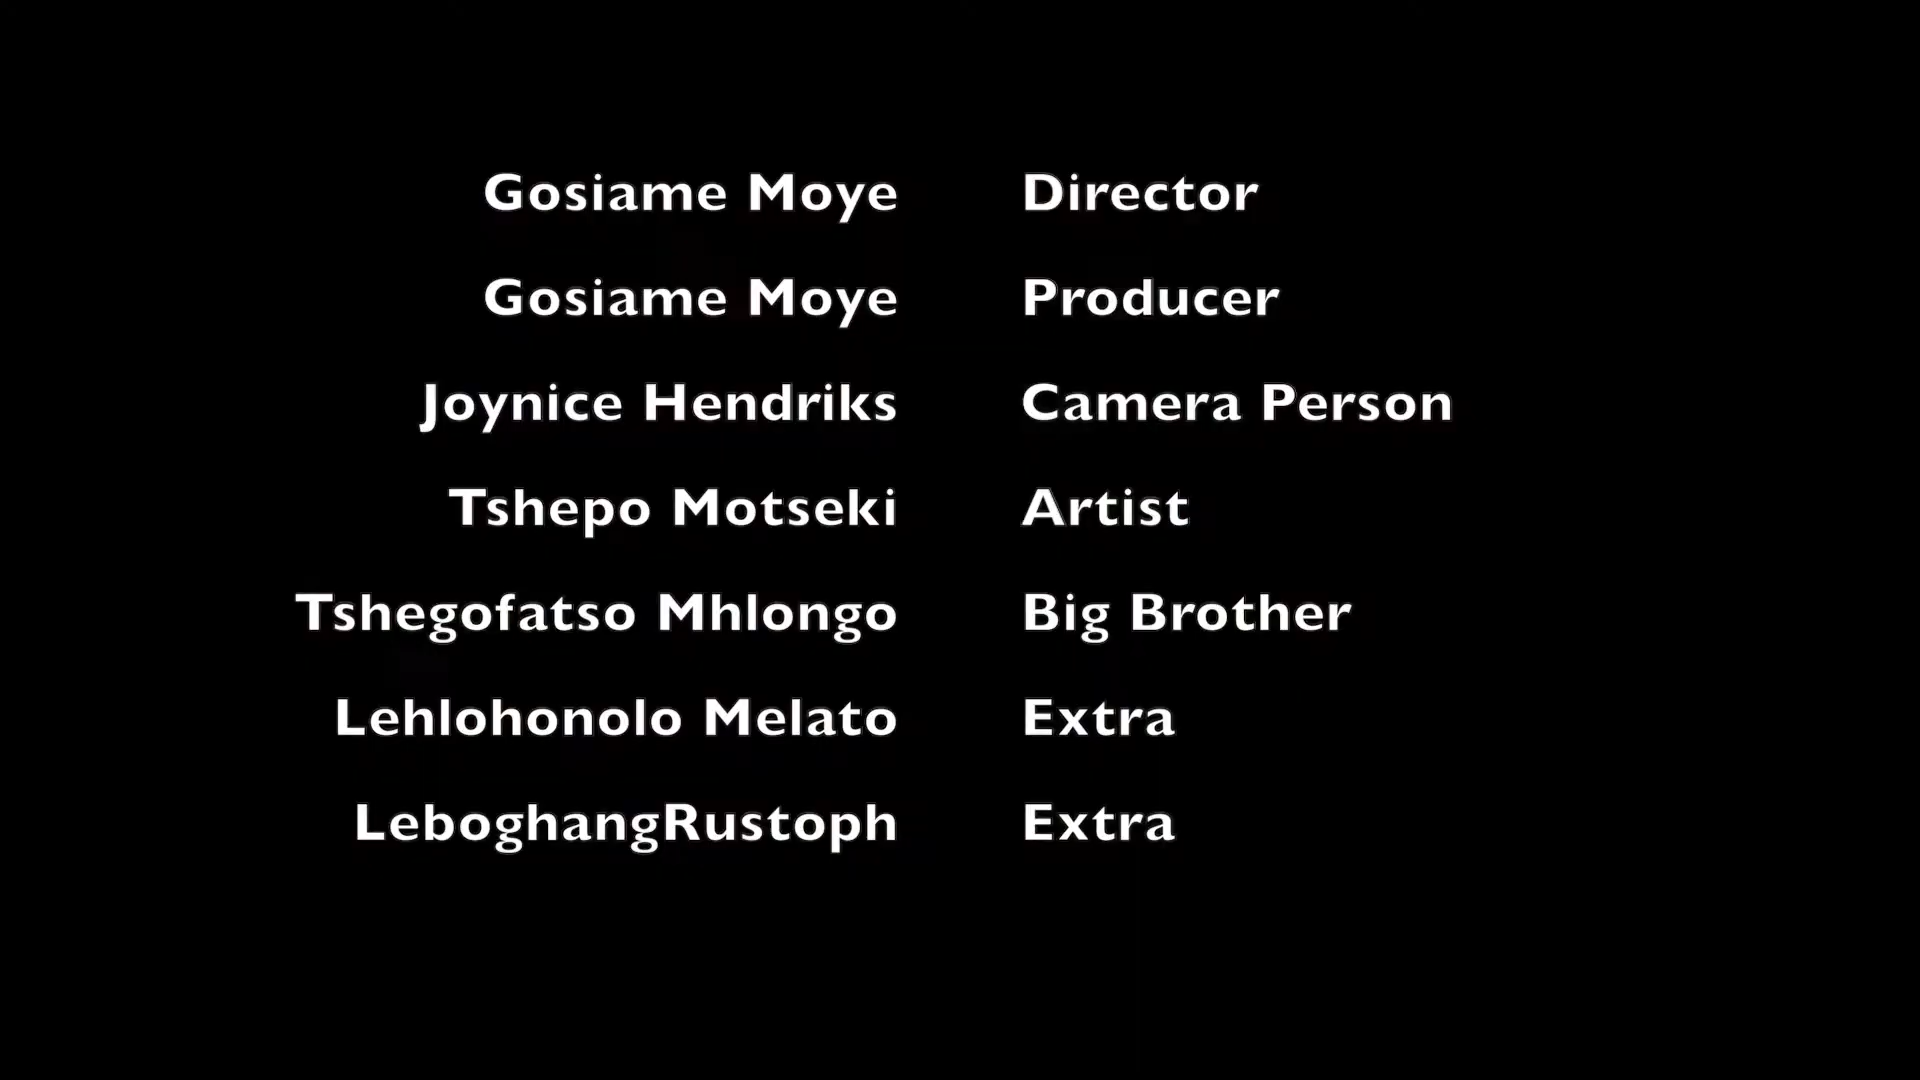 Gosiame Moye Director
Gosiame Moye Producer
Joynice Hendriks Camera Person
Tshepo Motseki Artist
Tshegofatso Mhlongo Big Brother
Lehlohonolo Melato Extra
LeboghangRustoph Extra